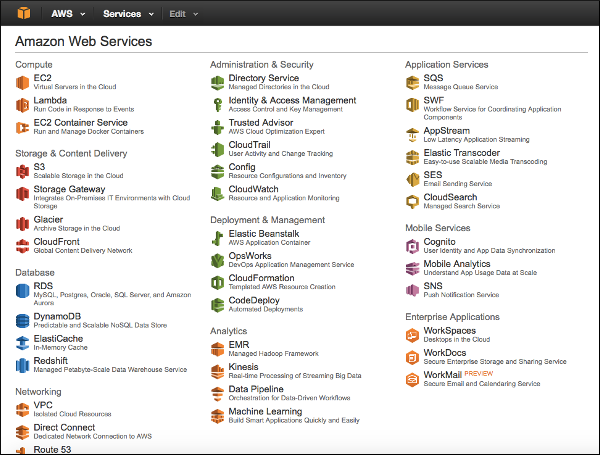 AWS Services Edit
Amazon Web Services
Compute
EC2
Virtual Servers in the Cloud
Lambda
Run Code in Response to Events
EC2 Container Service
Run and Manage Docker Containers
Storage & Content Delivery
S3
Scalable Storage in the Cloud
Storage Gateway
Integrates On-Premises IT Environments with Cloud
Storage
Glacier
Archive Storage in the Cloud
CloudFront
Global Content Delivery Network
Database
RDS
MySQL, Postgres, Oracle, SQL Server, and Amazon
Aurora
DynamoDB
Predictable and Scalable NoSQL Data Store
ElastiCache
In-Memory Cache
Redshift
Managed Petabyte-Scale Data Warehouse Service
Networking
VPC
Isolated Cloud Resources
Direct Connect
Dedicated Network Connection to AWS
Route 53
Administration & Security
Directory Service
Managed Directories in the Cloud
Identity & Access Management
Access Control and Key Management
Trusted Advisor
AWS Cloud Optimization Expert
CloudTrail
User Activity and Change Tracking
Config
Resource Configurations and Inventory
CloudWatch
Resource and Application Monitoring
Deployment & Management
Elastic Beanstalk
AWS Application Container
OpsWorks
DevOps Application Management Service
CloudFormation
Templated AWS Resource Creation
CodeDeploy
Automated Deployments
Analytics
EMR
Managed Hadoop Framework
Kinesis
Real-time Processing of Streaming Big Data
Data Pipeline
Orchestration for Data-Driven Workflows
Machine Learning
Build Smart Applications Quickly and Easily
Application Services
SQS
Message Queue Service
SWF
Workflow Service for Coordinating Application
Components
AppStream
Low Latency Application Streaming
Elastic Transcoder
Easy-to-use Scalable Media Transcoding
SES
Email Sending Service
CloudSearch
Managed Search Service
Mobile Services
Cognito
User Identity and App Data Synchronization
Mobile Analytics
Understand App Usage Data at Scale
SNS
Push Notification Service
Enterprise Applications
WorkSpaces
Desktops in the Cloud
WorkDocs
Secure Enterprise Storage and Sharing Service
WorkMail PREVIEW
Secure Email and Calendaring Service